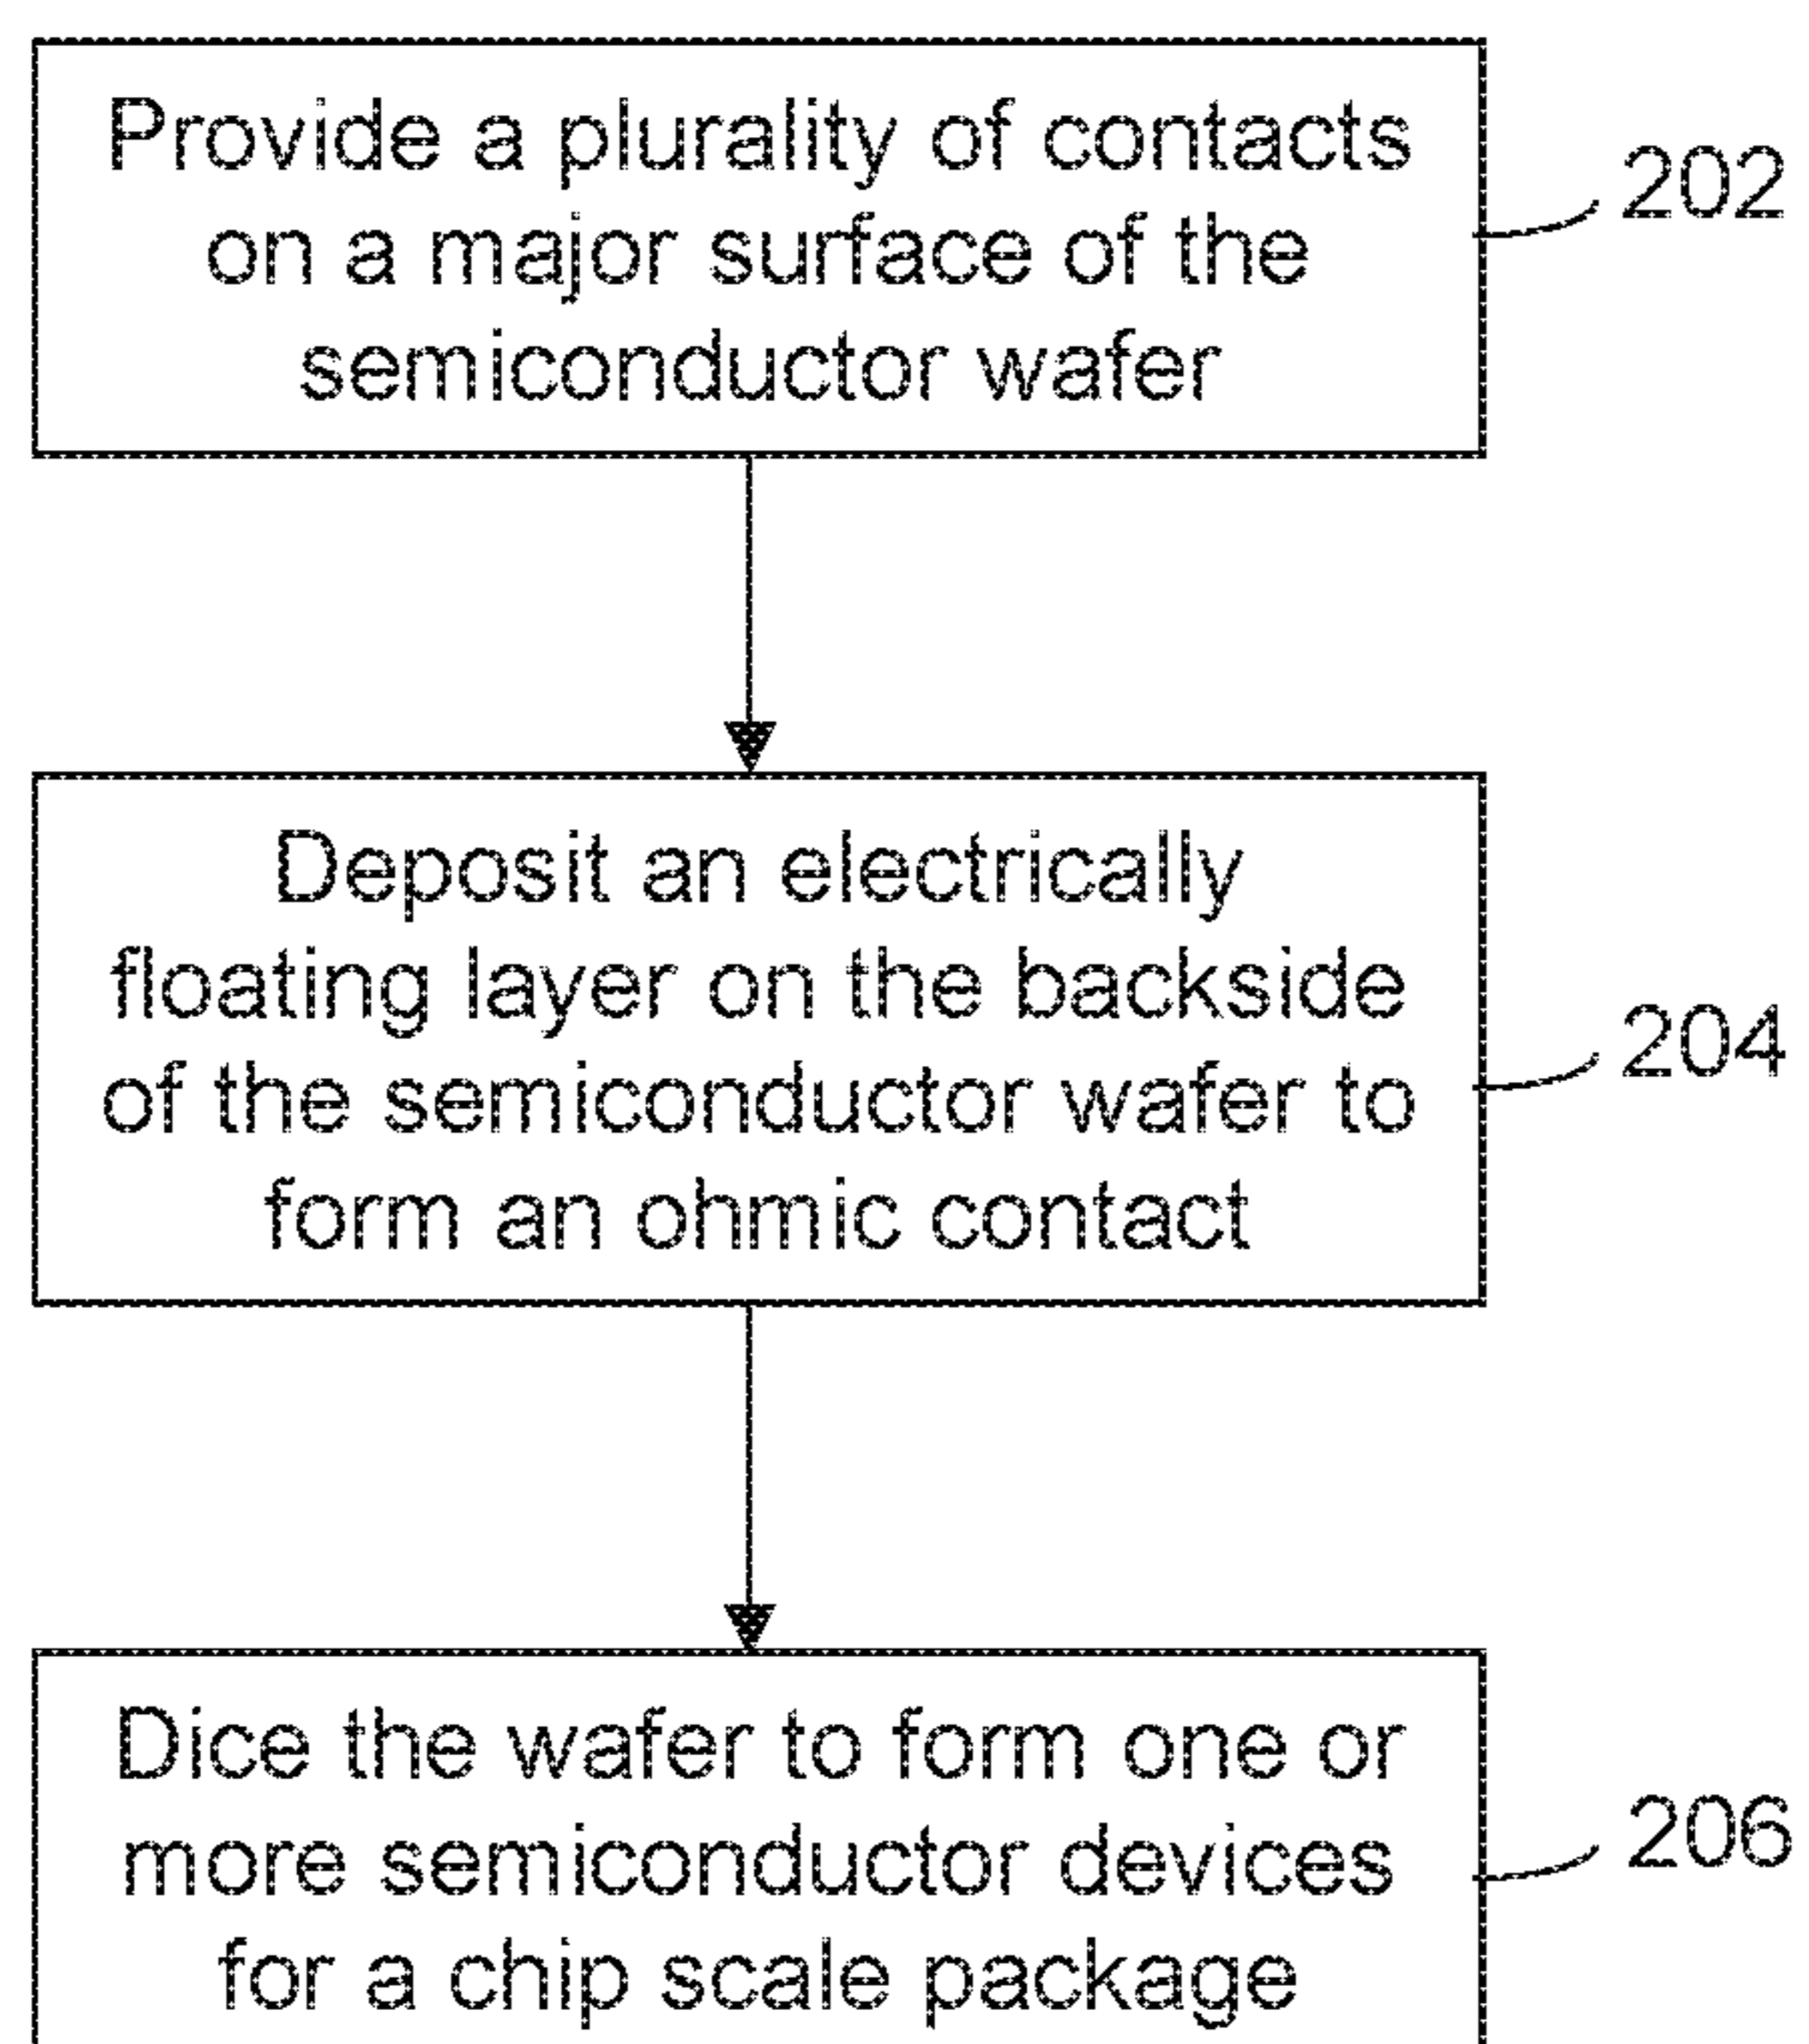 Provide a plurality of contacts
on a major surface of the
semiconductor wafer
202
Deposit an electrically
floating layer on the backside
of the semiconductor wafer to
form an ohmic contact
204
Dice the wafer to form one or
more semiconductor devices
for a chip scale package
206